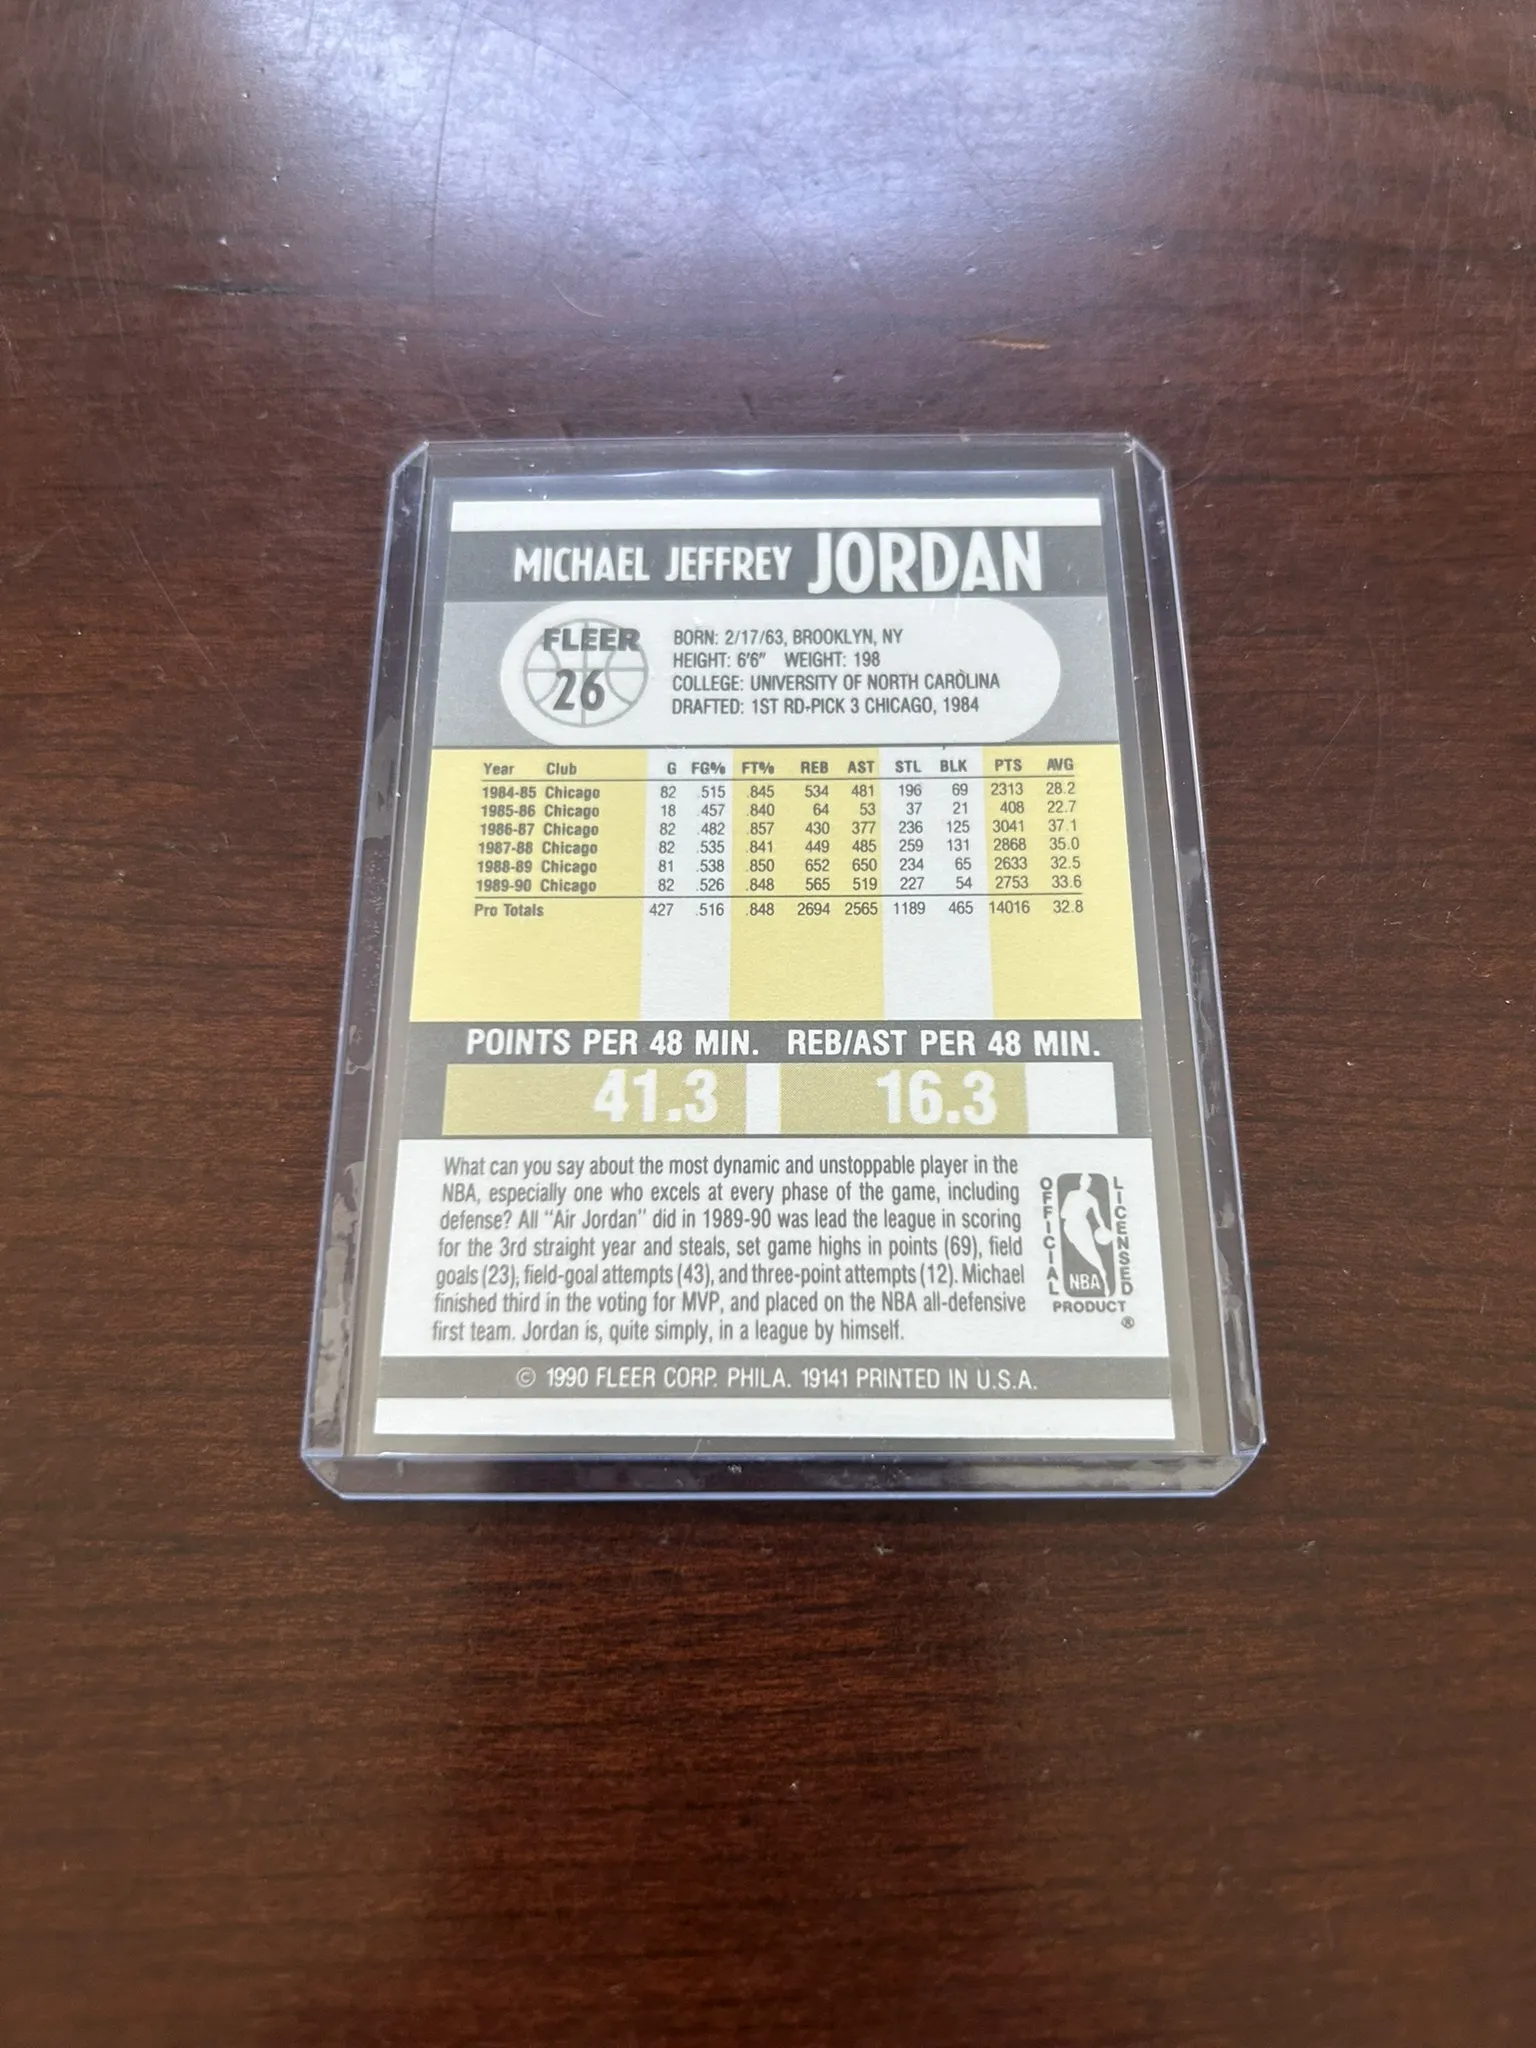 MICHAEL JEFFREY JORDAN
FLEER
26
BORN: 2/17/63, BROOKLYN, NY
HEIGHT: 6'6" WEIGHT: 198
COLLEGE: UNIVERSITY OF NORTH CAROLINA
DRAFTED: 1ST RD-PICK 3 CHICAGO, 1984
Year Club G FG% FT% REB AST STL BLK PTS AVG
1984-85 Chicago 82 .515 .845 534 481 196 69 2313 28.2
1985-86 Chicago 18 .457 .840 64 53 37 21 408 22.7
1986-87 Chicago 82 .482 .857 430 377 236 125 3041 37.1
1987-88 Chicago 82 .535 .841 449 485 259 131 2868 35.0
1988-89 Chicago 81 .538 .850 652 650 234 65 2633 32.5
1989-90 Chicago 82 .526 .848 565 519 227 54 2753 33.6
Pro Totals 427 .516 .848 2694 2565 1189 465 14016 32.8
POINTS PER 48 MIN. REB/AST PER 48 MIN.
41.3 16.3
What can you say about the most dynamic and unstoppable player in the
NBA, especially one who excels at every phase of the game, including
defense? All "Air Jordan" did in 1989-90 was lead the league in scoring
for the 3rd straight year and steals, set game highs in points (69), field
goals (23), field-goal attempts (43), and three-point attempts (12). Michael
finished third in the voting for MVP, and placed on the NBA all-defensive
first team. Jordan is, quite simply, in a league by himself.
OFFICIAL
LICENSED
NBA
PRODUCT
®
© 1990 FLEER CORP. PHILA. 19141 PRINTED IN U.S.A.